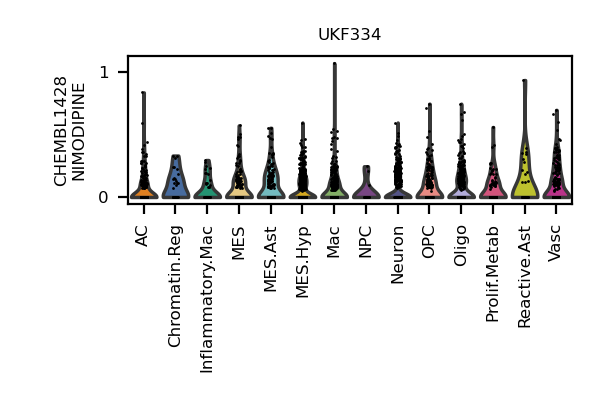 UKF334
CHEMBL1428
NIMODIPINE
1
0
AC
Chromatin.Reg
Inflammatory.Mac
MES
MES.Ast
MES.Hyp
Mac
NPC
Neuron
OPC
Oligo
Prolif.Metab
Reactive.Ast
Vasc